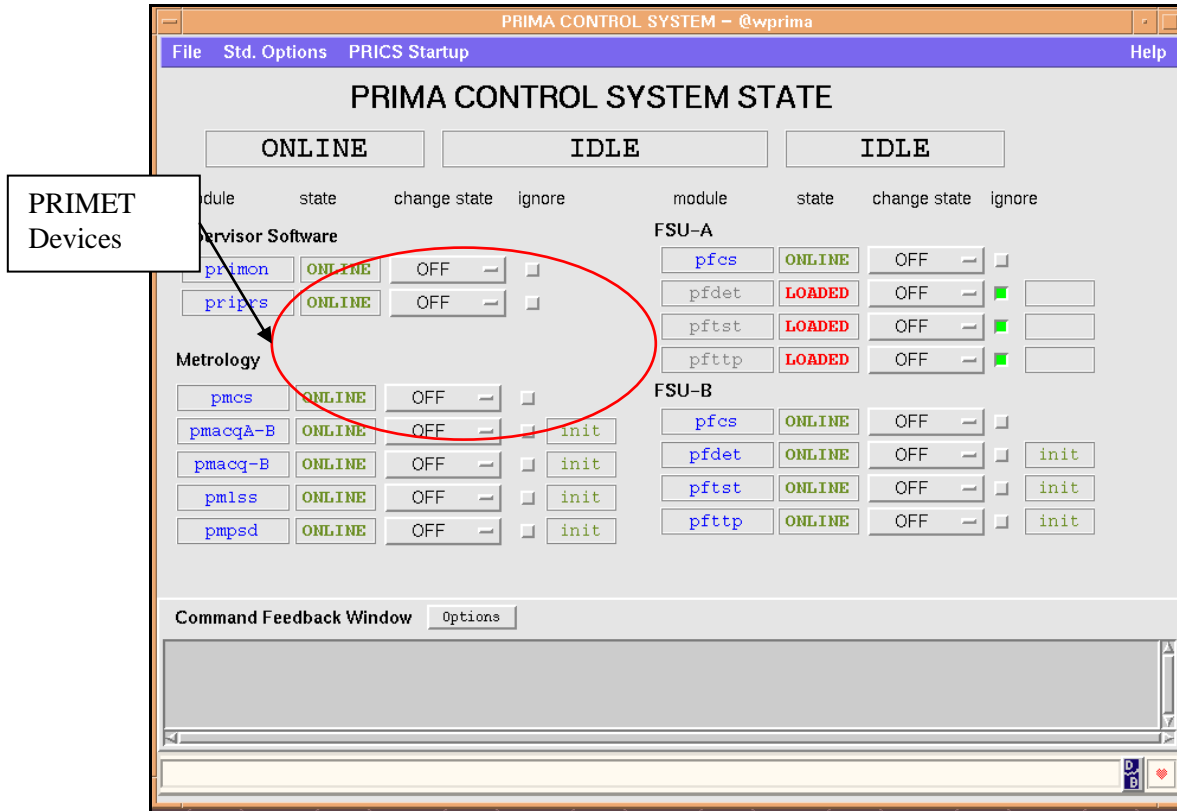 PRIMA CONTROL SYSTEM - @wprima
File Std. Options PRICS Startup Help
PRIMA CONTROL SYSTEM STATE
ONLINE IDLE IDLE
PRIMET
Devices
dule state change state ignore
pervisor Software
primon ONLINE OFF
priprs ONLINE OFF
Metrology
pmcs ONLINE OFF
pmacqA-B ONLINE OFF init
pmacq-B ONLINE OFF init
pmlss ONLINE OFF init
pmpsd ONLINE OFF init
module state change state ignore
FSU-A
pfcs ONLINE OFF
pfdet LOADED OFF
pftst LOADED OFF
pfttp LOADED OFF
FSU-B
pfcs ONLINE OFF
pfdet ONLINE OFF init
pftst ONLINE OFF init
pfttp ONLINE OFF init
Command Feedback Window Options
D
B